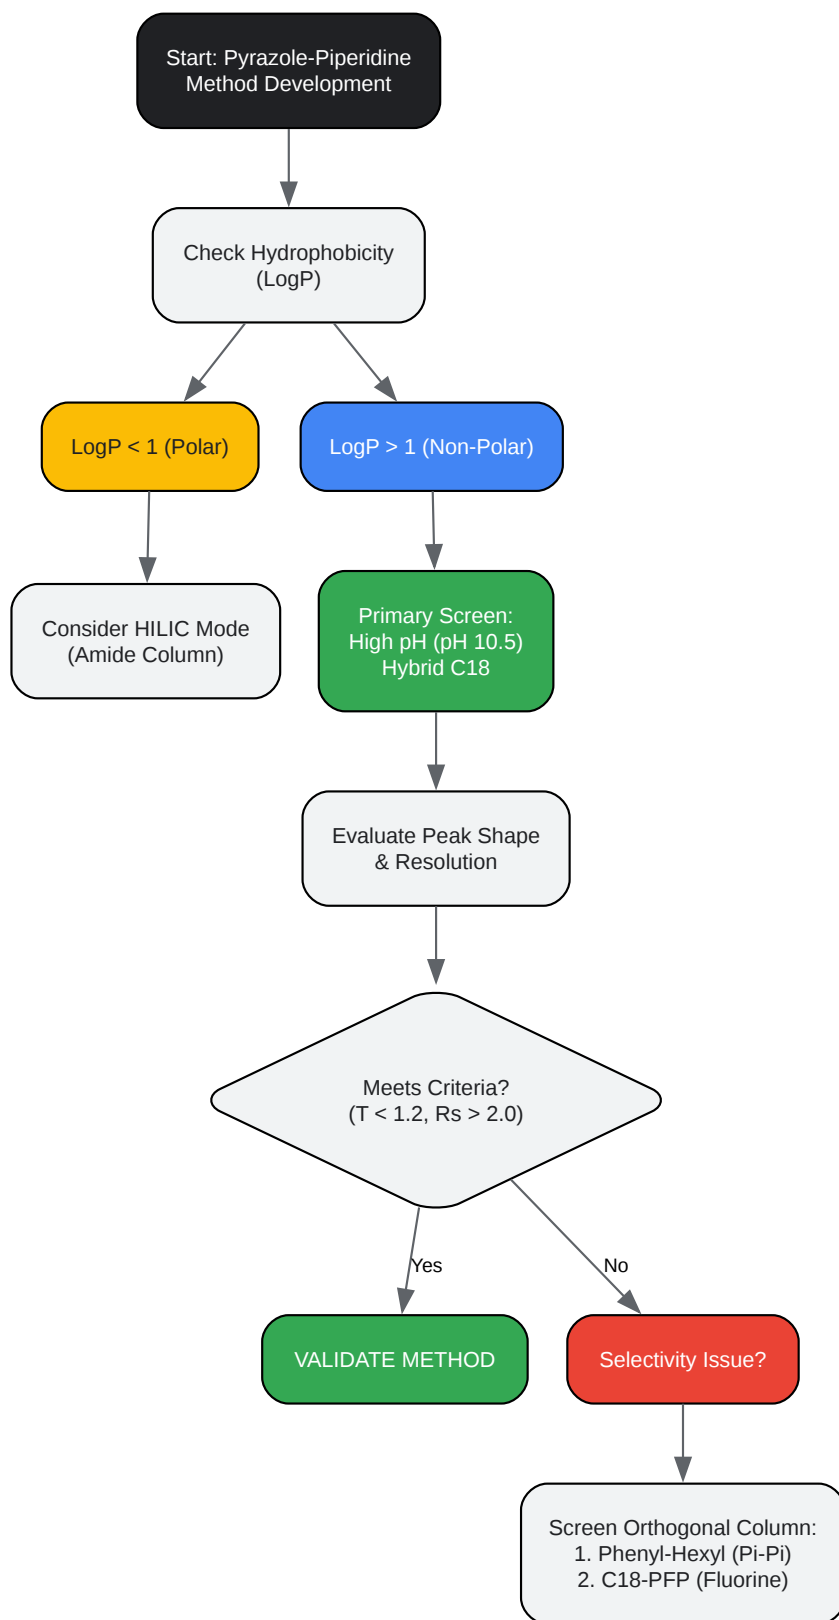 Start: Pyrazole-Piperidine
Method Development
Check Hydrophobicity
(LogP)
LogP < 1 (Polar)
LogP > 1 (Non-Polar)
Consider HILIC Mode
(Amide Column)
Primary Screen:
High pH (pH 10.5)
Hybrid C18
Evaluate Peak Shape
& Resolution
Meets Criteria?
(T < 1.2, Rs > 2.0)
Yes
No
VALIDATE METHOD
Selectivity Issue?
Screen Orthogonal Column:
1. Phenyl-Hexyl (Pi-Pi)
2. C18-PFP (Fluorine)